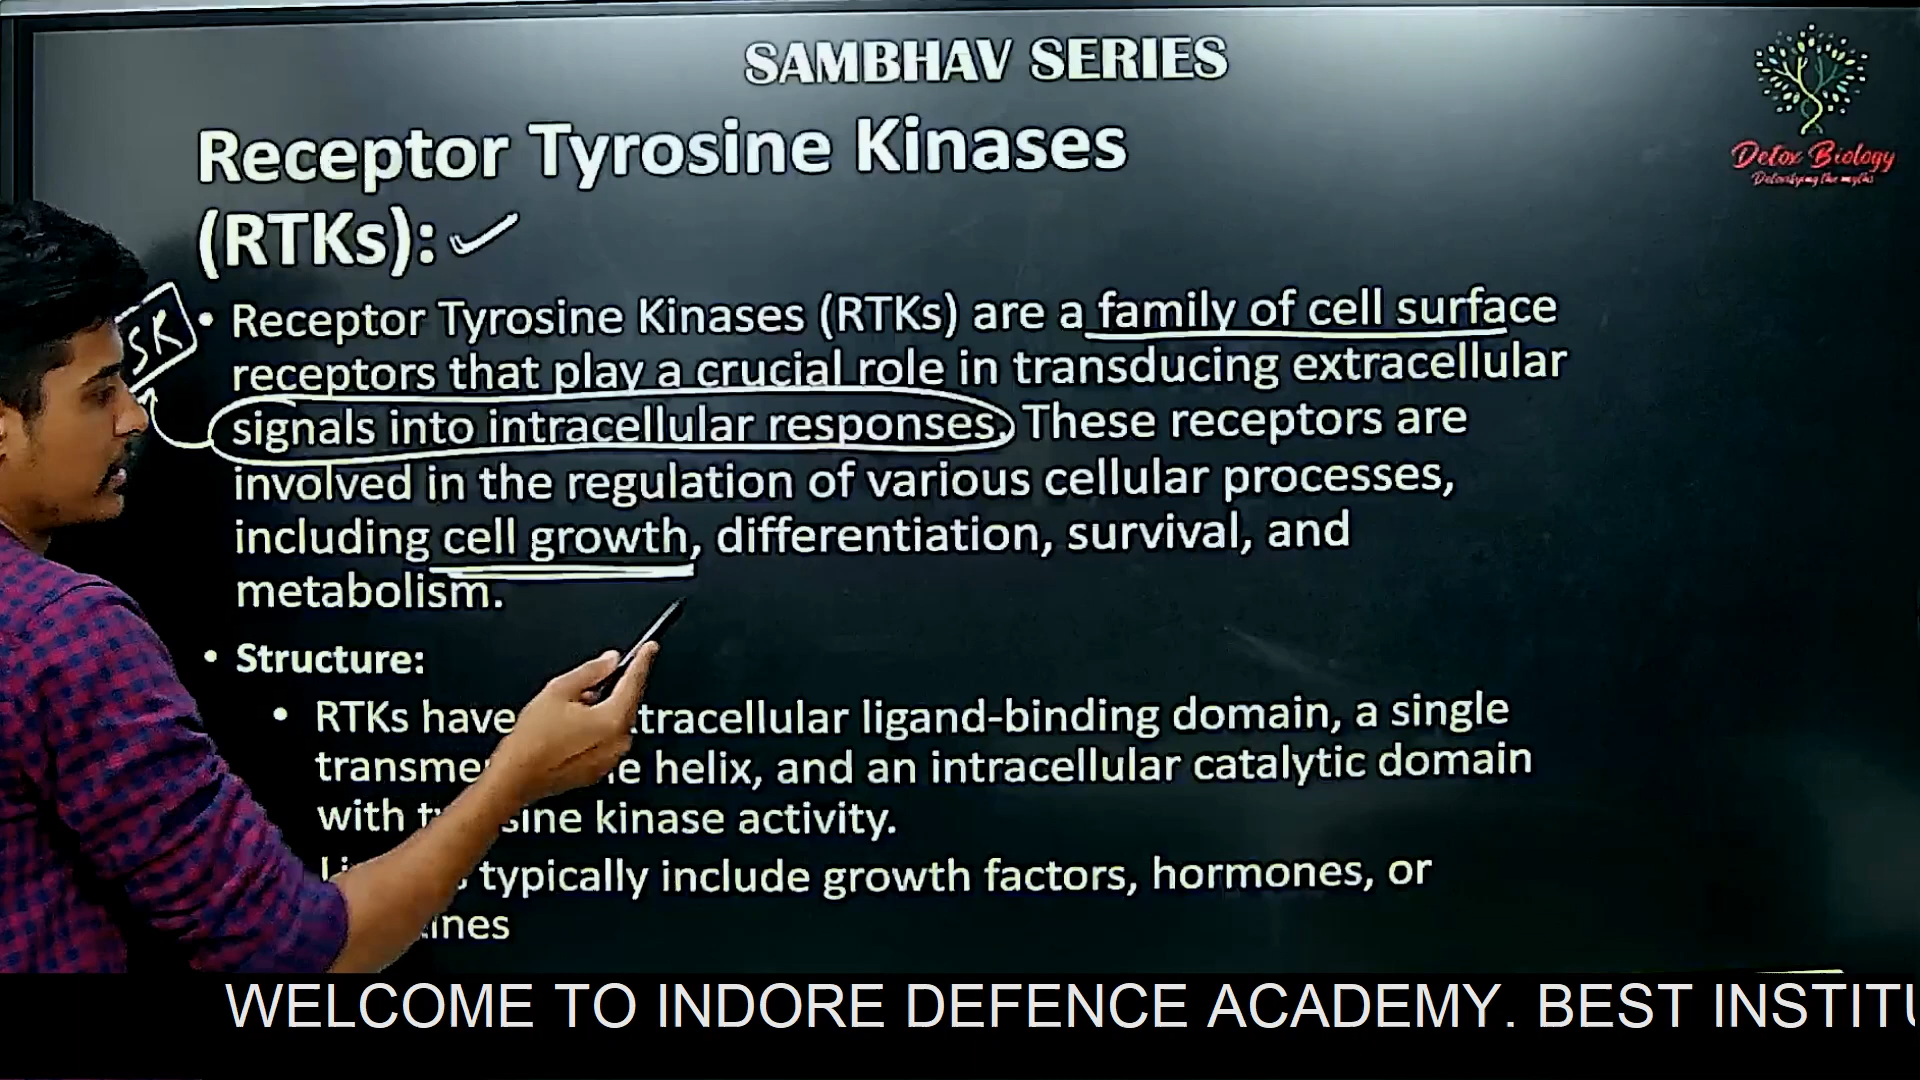 SAMBHAV SERIES
Detox Biology
Detoxifying the myths
Receptor Tyrosine Kinases
(RTKs):
SR
• Receptor Tyrosine Kinases (RTKs) are a family of cell surface
receptors that play a crucial role in transducing extracellular
signals into intracellular responses. These receptors are
involved in the regulation of various cellular processes,
including cell growth, differentiation, survival, and
metabolism.
• Structure:
• RTKs have tracellular ligand-binding domain, a single
helix, and an intracellular catalytic domain
with kinase activity.
typically include growth factors, hormones, or
WELCOME TO INDORE DEFENCE ACADEMY. BEST INSTITU